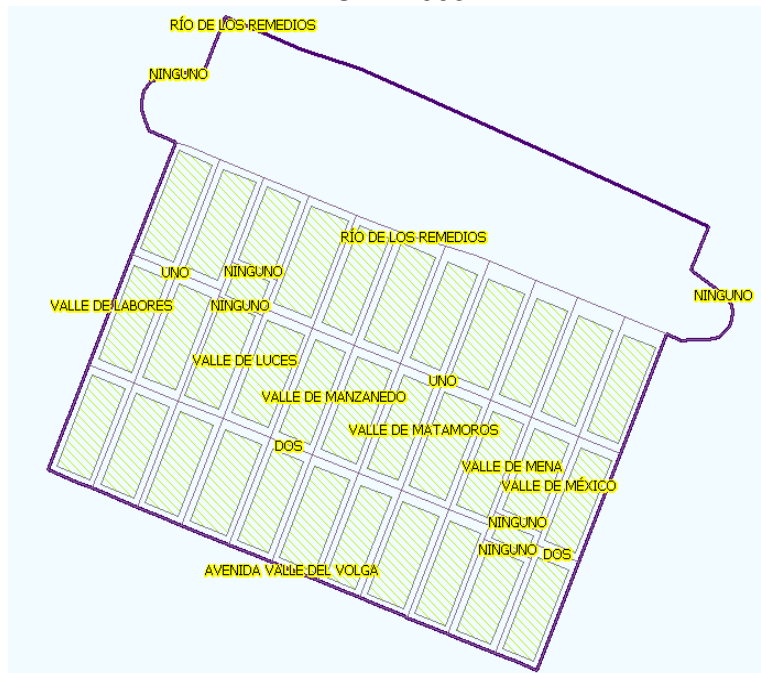 RÍO DE LOS REMEDIOS
NINGUNO
RÍO DE LOS REMEDIOS
UNO
NINGUNO
NINGUNO
VALLE DE LABORES
NINGUNO
VALLE DE LUCES
UNO
VALLE DE MANZANEDO
VALLE DE MATAMOROS
DOS
VALLE DE MENA
VALLE DE MÉXICO
NINGUNO
NINGUNO
DOS
AVENIDA VALLE DEL VOLGA